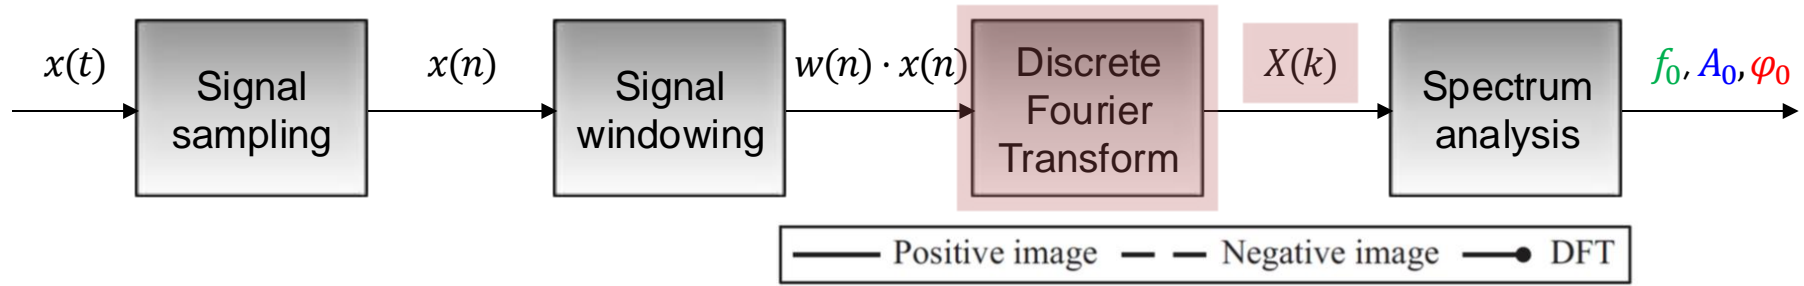 x(t)
Signal
sampling
x(n)
Signal
windowing
w(n) · x(n)
Discrete
Fourier
Transform
X(k)
Spectrum
analysis
f₀, A₀, φ₀
Positive image
Negative image
DFT